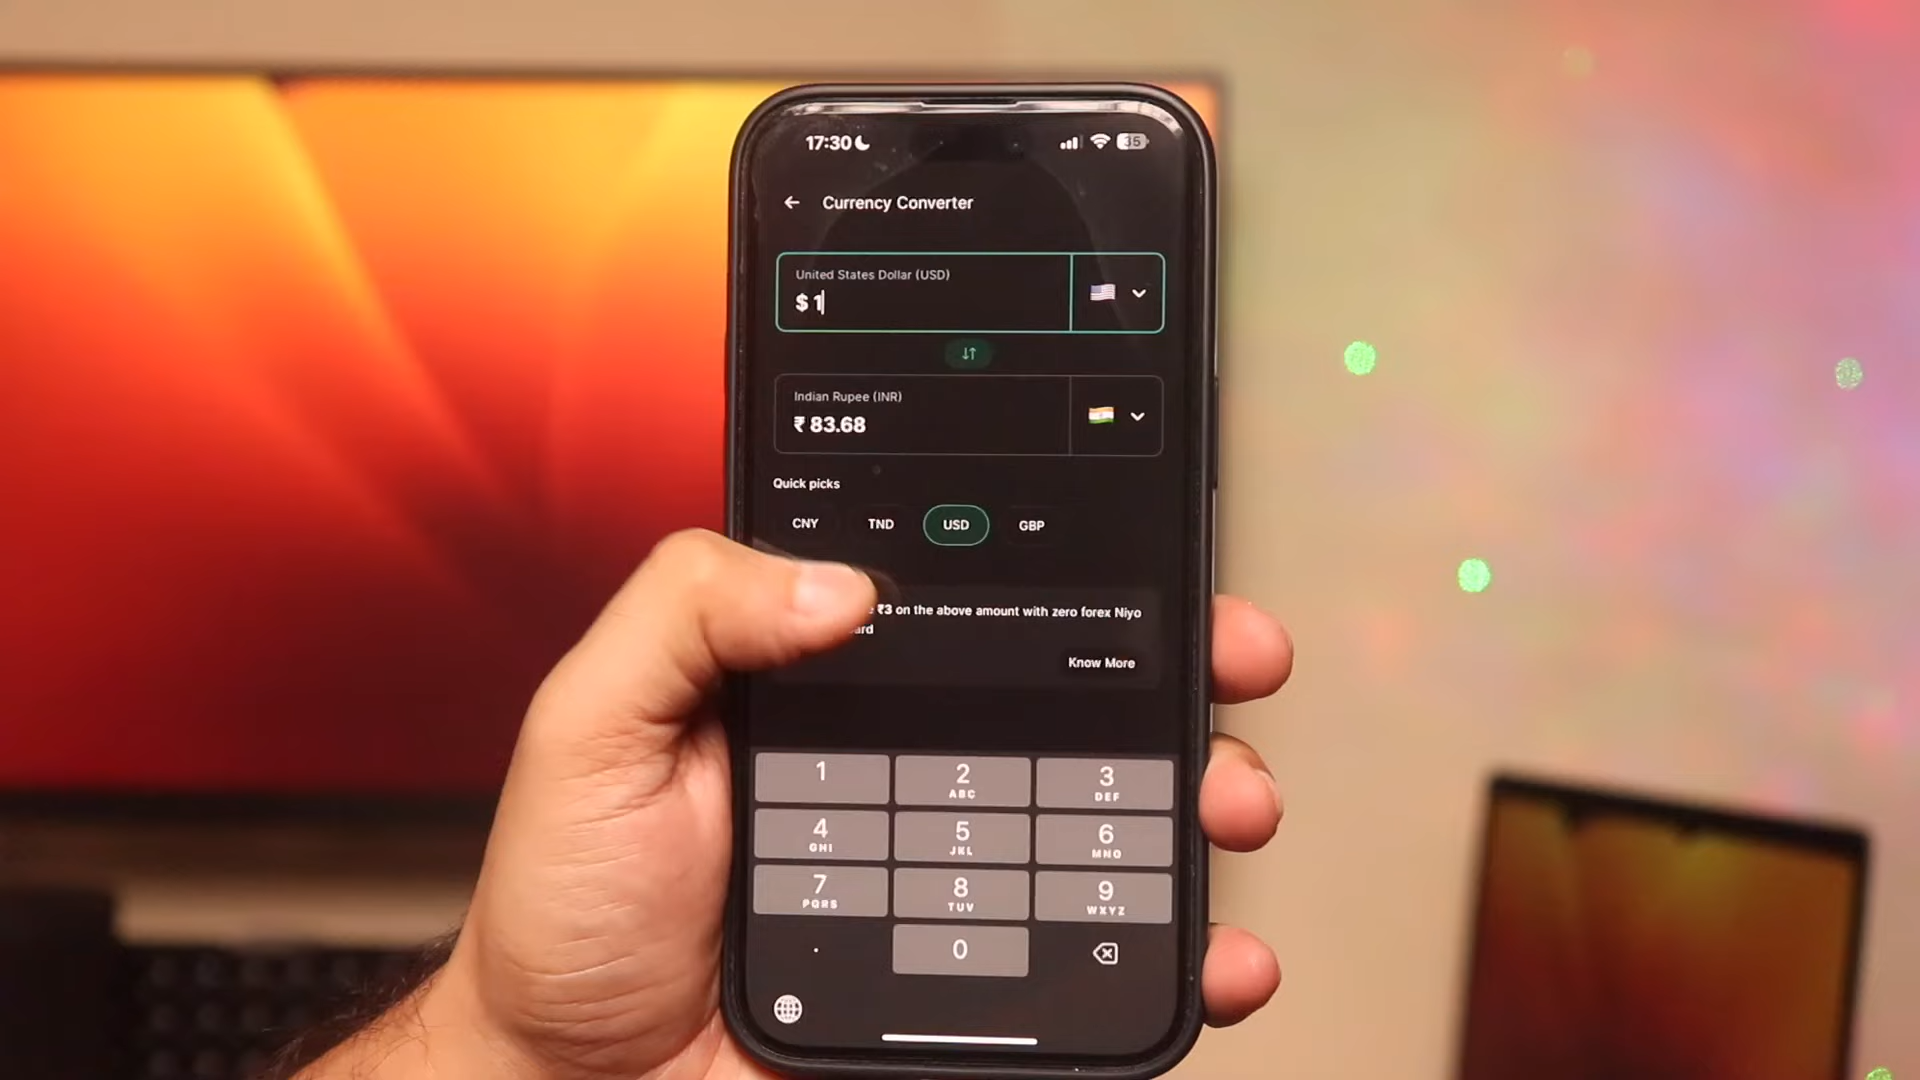 17:30
35
Currency Converter
United States Dollar (USD)
$ 1
Indian Rupee (INR)
₹ 83.68
Quick picks
CNY TND USD GBP
₹3 on the above amount with zero forex Niyo
Know More
1 2 3
ABC DEF
4 5 6
GHI JKL MNO
7 8 9
PQRS TUV WXYZ
. 0